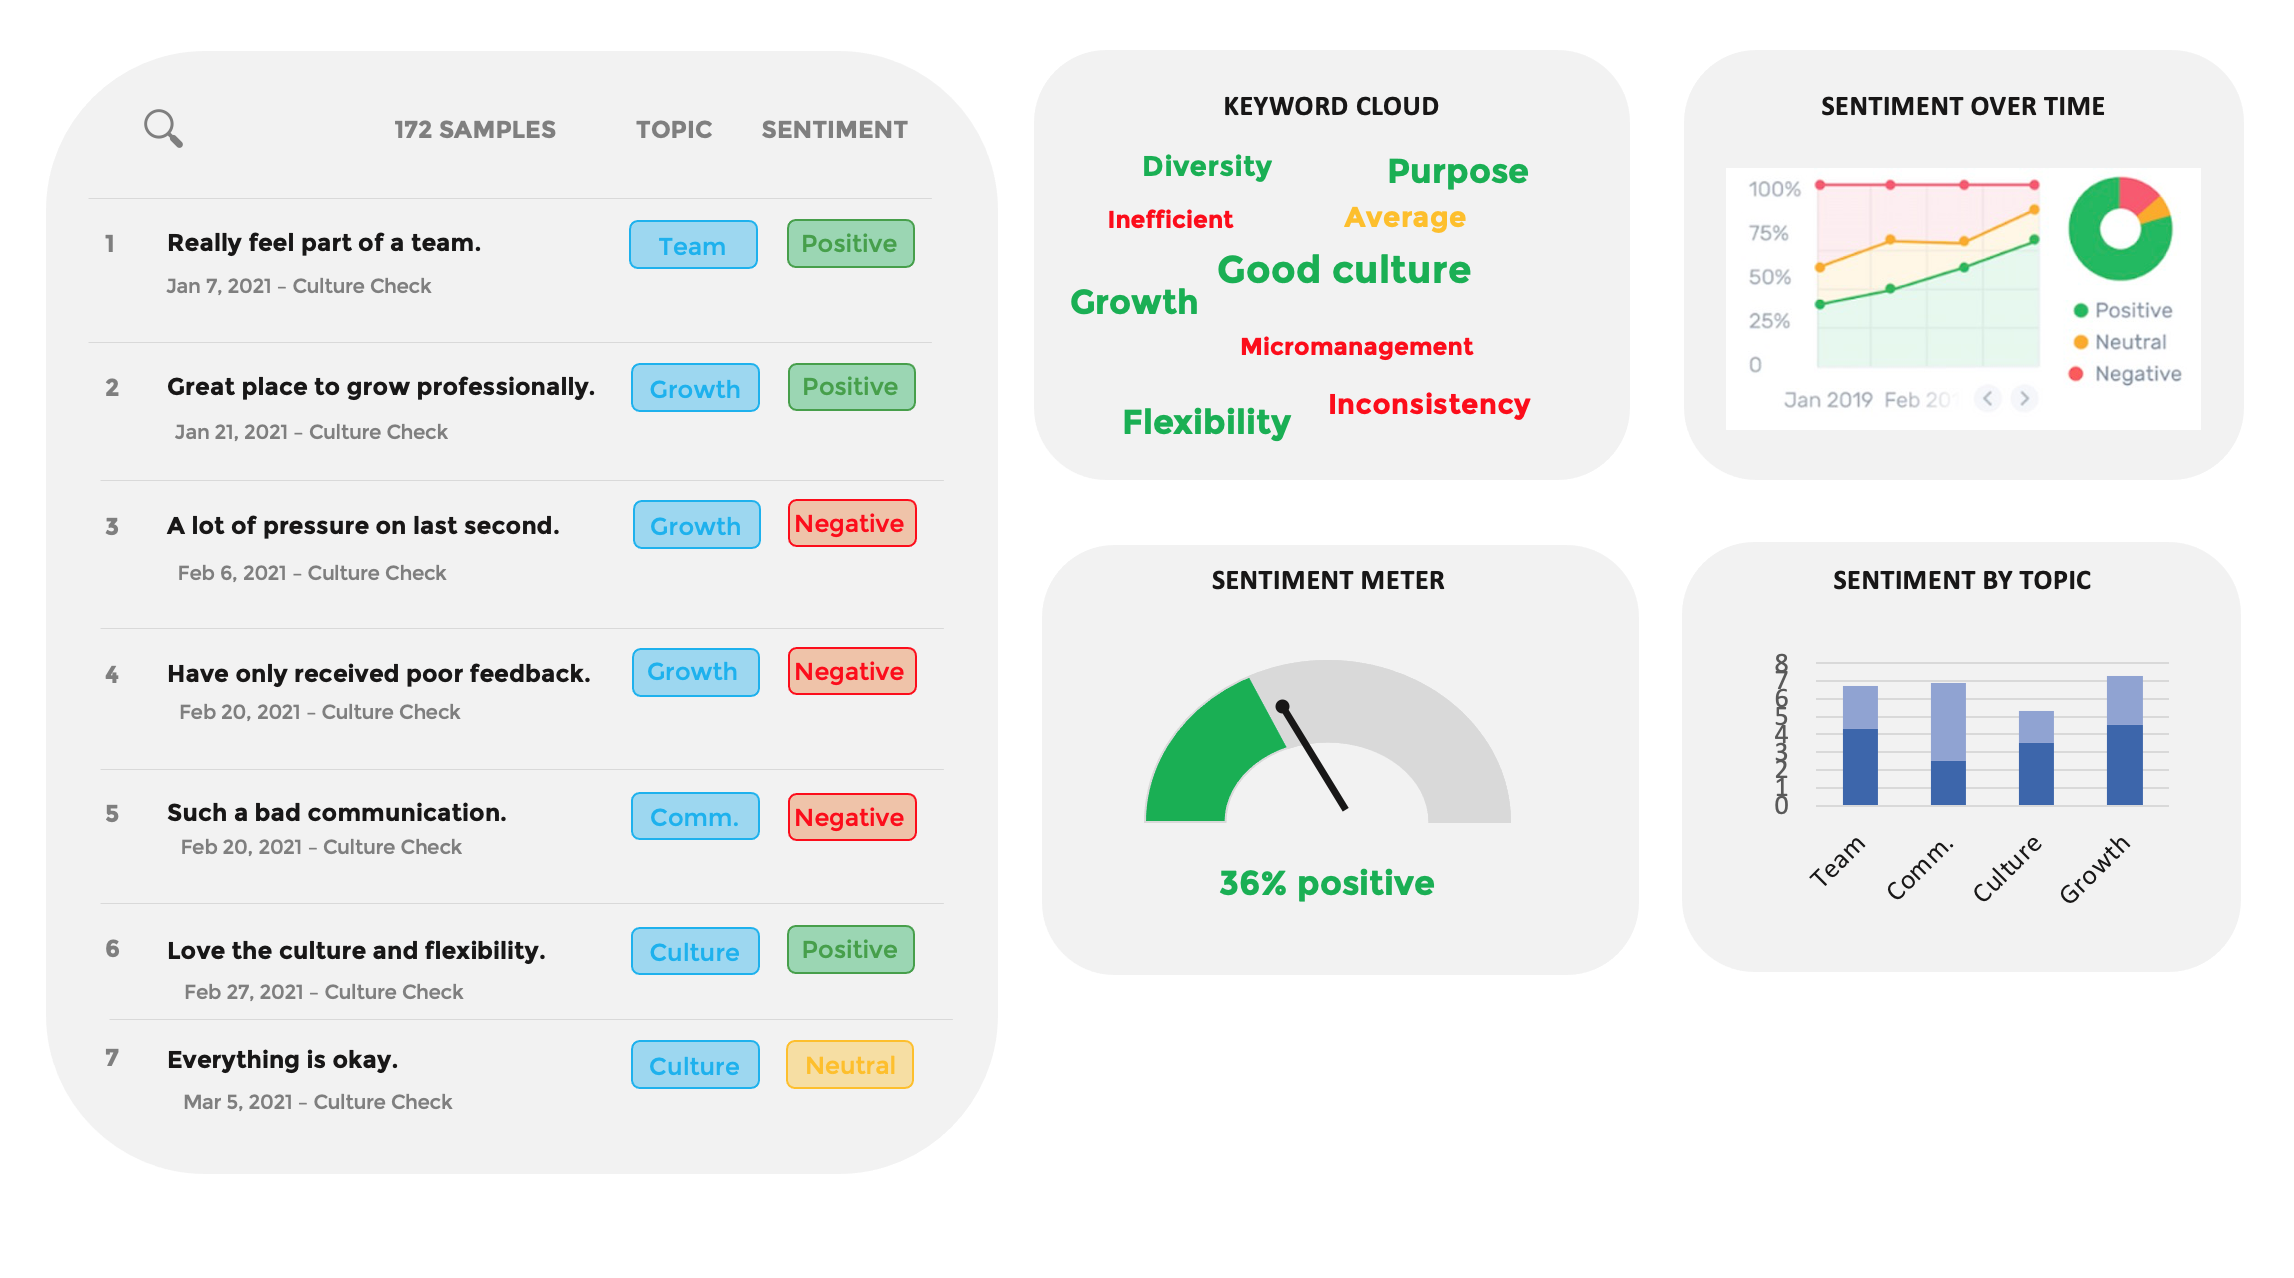 172 SAMPLES TOPIC SENTIMENT
1 Really feel part of a team. Team Positive
Jan 7, 2021 – Culture Check
2 Great place to grow professionally. Growth Positive
Jan 21, 2021 – Culture Check
3 A lot of pressure on last second. Growth Negative
Feb 6, 2021 – Culture Check
4 Have only received poor feedback. Growth Negative
Feb 20, 2021 – Culture Check
5 Such a bad communication. Comm. Negative
Feb 20, 2021 – Culture Check
6 Love the culture and flexibility. Culture Positive
Feb 27, 2021 – Culture Check
7 Everything is okay. Culture Neutral
Mar 5, 2021 – Culture Check
KEYWORD CLOUD
Diversity Purpose
Inefficient Average
Good culture
Growth
Micromanagement
Inconsistency
Flexibility
SENTIMENT OVER TIME
100%
75%
50%
25%
0
Jan 2019 Feb
Positive
Neutral
Negative
SENTIMENT METER
36% positive
SENTIMENT BY TOPIC
8
7
6
5
4
3
2
1
0
Team Comm. Culture Growth